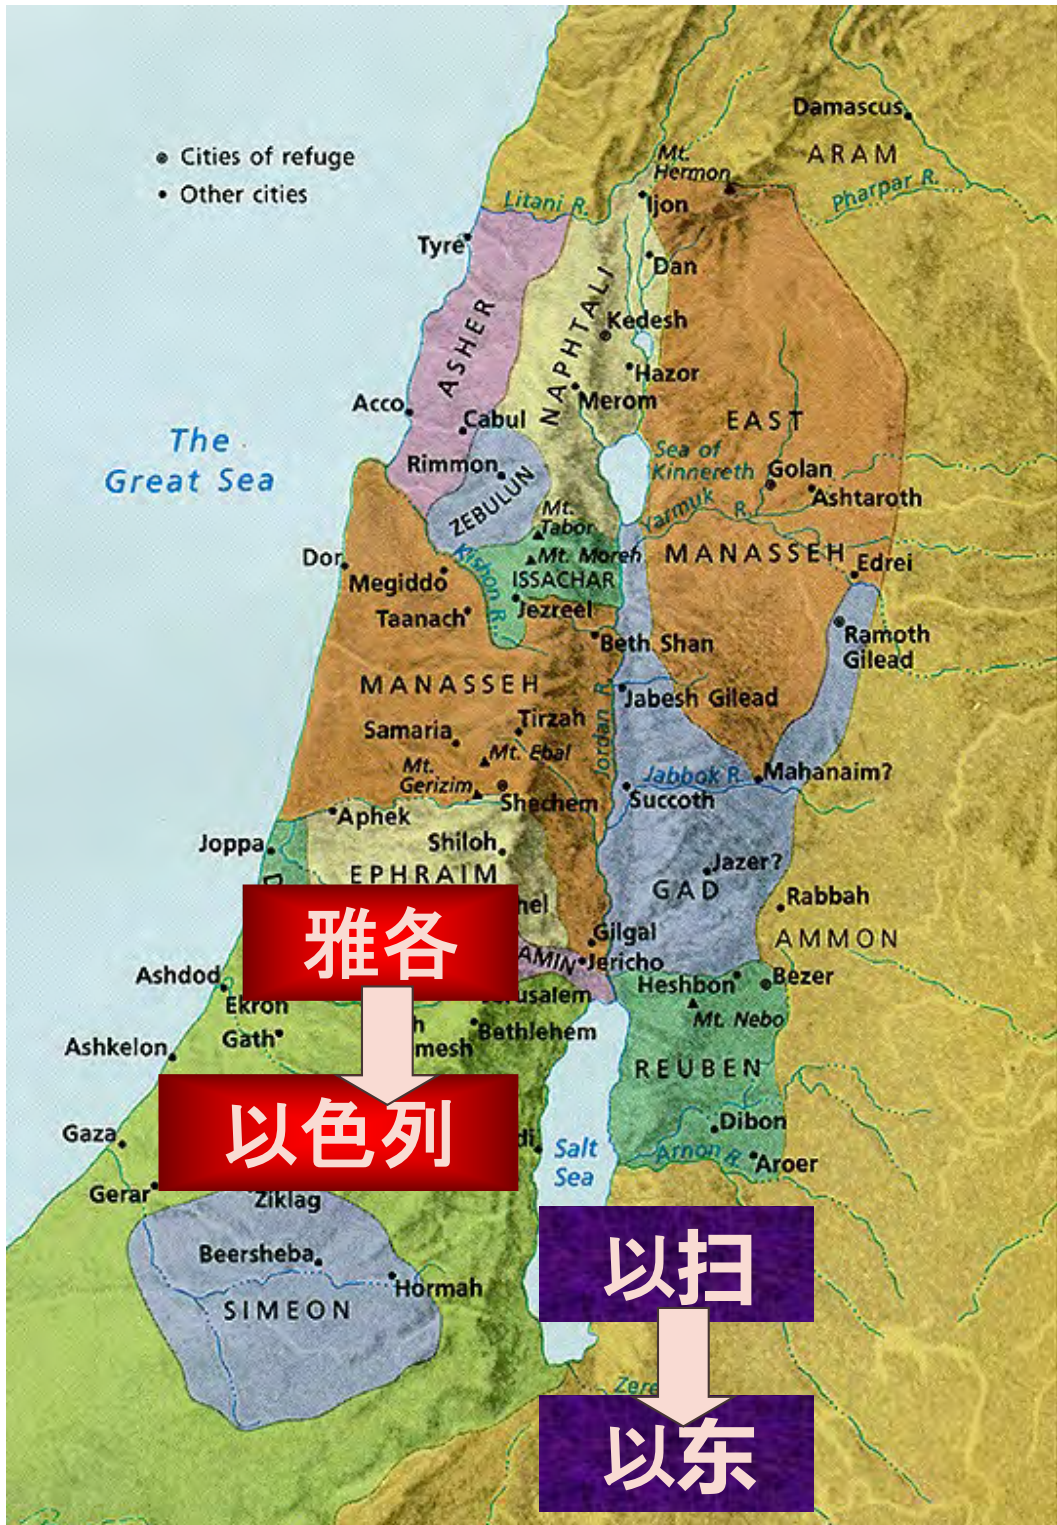 Damascus
ARAM
Cities of refuge
Other cities
Mt.
Hermon
Pharpar R.
Litani R.
Ijon
Tyre
Dan
ASHER
NAPHTALI
Kedesh
Hazor
Merom
Acco
Cabul
EAST
The
Great Sea
Sea of
Kinnereth
Rimmon
Golan
Ashtaroth
ZEBULUN
Mt.
Tabor
Yarmuk R.
Kishon R.
Mt. Moreh
MANASSEH
Edrei
Dor
Megiddo
ISSACHAR
Jezreel
Taanach
Beth Shan
Ramoth
Gilead
MANASSEH
Jabesh Gilead
Jordan R.
Samaria
Tirzah
Mt. Ebal
Mt.
Gerizim
Shechem
Jabbok R.
Mahanaim?
Succoth
Aphek
Joppa
Shiloh
EPHRAIM
Jazer?
GAD
Rabbah
雅各
hel
Gilgal
AMMON
AMIN
Jericho
Ashdod
Heshbon
Bezer
Ekron
rusalem
Mt. Nebo
Gath
h
mesh
Bethlehem
Ashkelon
REUBEN
以色列
Gaza
di
Salt
Sea
Dibon
Arnon R.
Aroer
Gerar
Ziklag
Beersheba
Hormah
SIMEON
以扫
Zere
以东